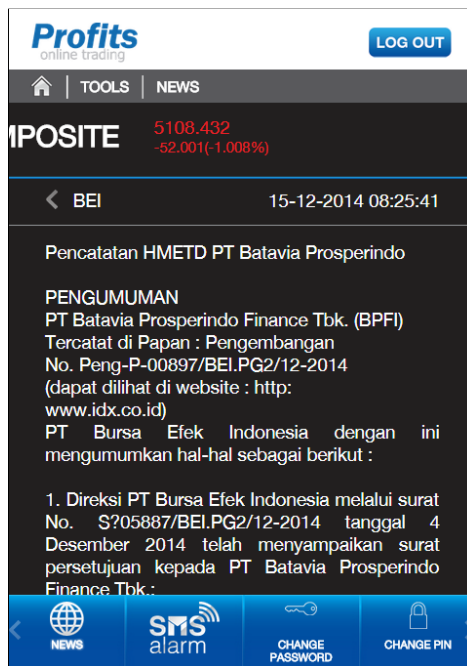 Profits
online trading
LOG OUT
TOOLS | NEWS
MPOSITE
5108.432
-52.001(-1.008%)
BEI
15-12-2014 08:25:41
Pencatatan HMETD PT Batavia Prosperindo
PENGUMUMAN
PT Batavia Prosperindo Finance Tbk. (BPFI)
Tercatat di Papan : Pengembangan
No. Peng-P-00897/BEI.PG2/12-2014
(dapat dilihat di website : http:
www.idx.co.id)
PT Bursa Efek Indonesia dengan ini
mengumumkan hal-hal sebagai berikut :
1. Direksi PT Bursa Efek Indonesia melalui surat
No. S?05887/BEI.PG2/12-2014 tanggal 4
Desember 2014 telah menyampaikan surat
persetujuan kepada PT Batavia Prosperindo
Finance Tbk.:
NEWS
SMS
alarm
CHANGE
PASSWORD
CHANGE PIN